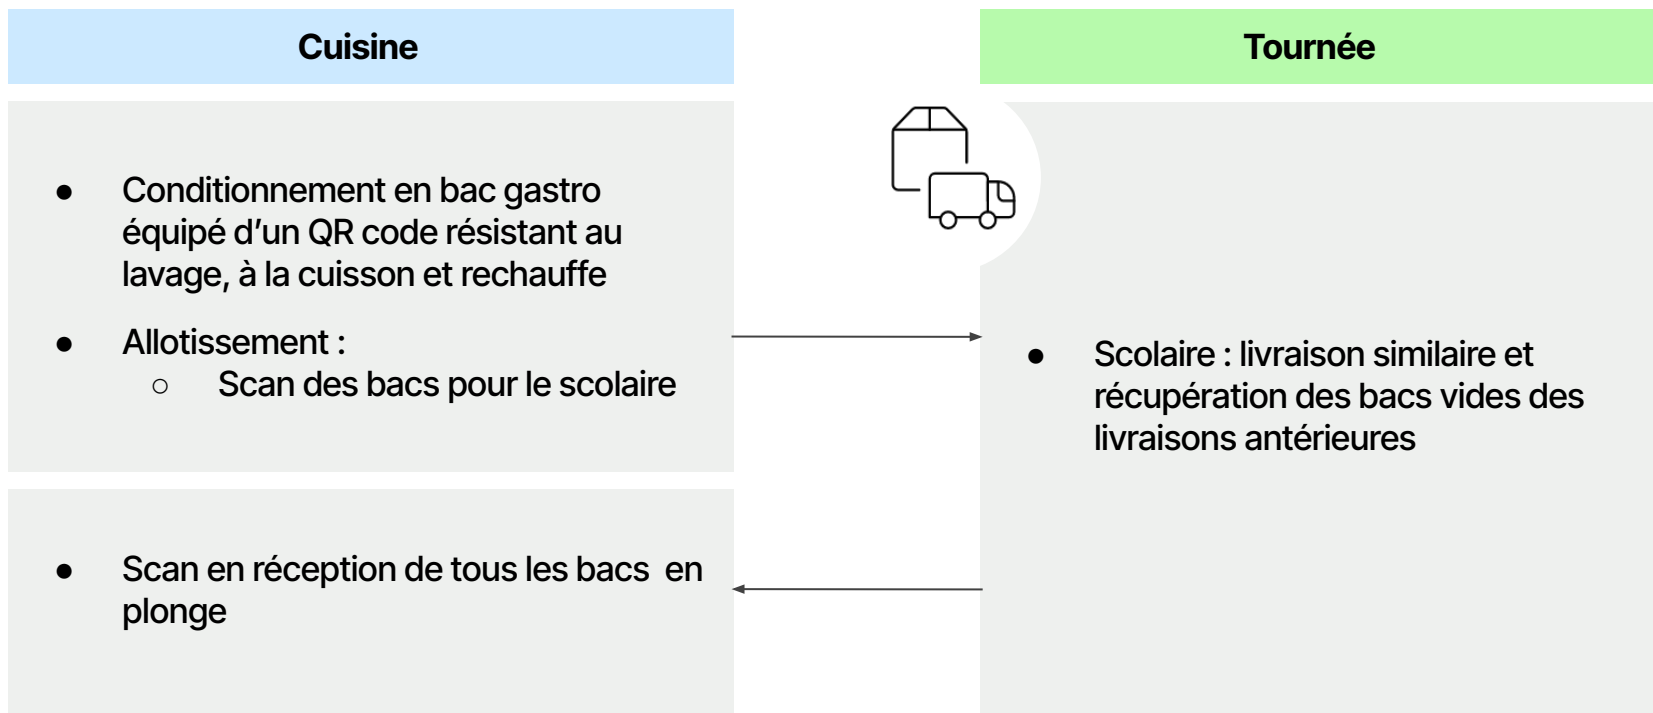 Cuisine
● Conditionnement en bac gastro
équipé d’un QR code résistant au
lavage, à la cuisson et rechauffe
● Allotissement :
○ Scan des bacs pour le scolaire
● Scan en réception de tous les bacs  en
plonge
Tournée
● Scolaire : livraison similaire et
récupération des bacs vides des
livraisons antérieures